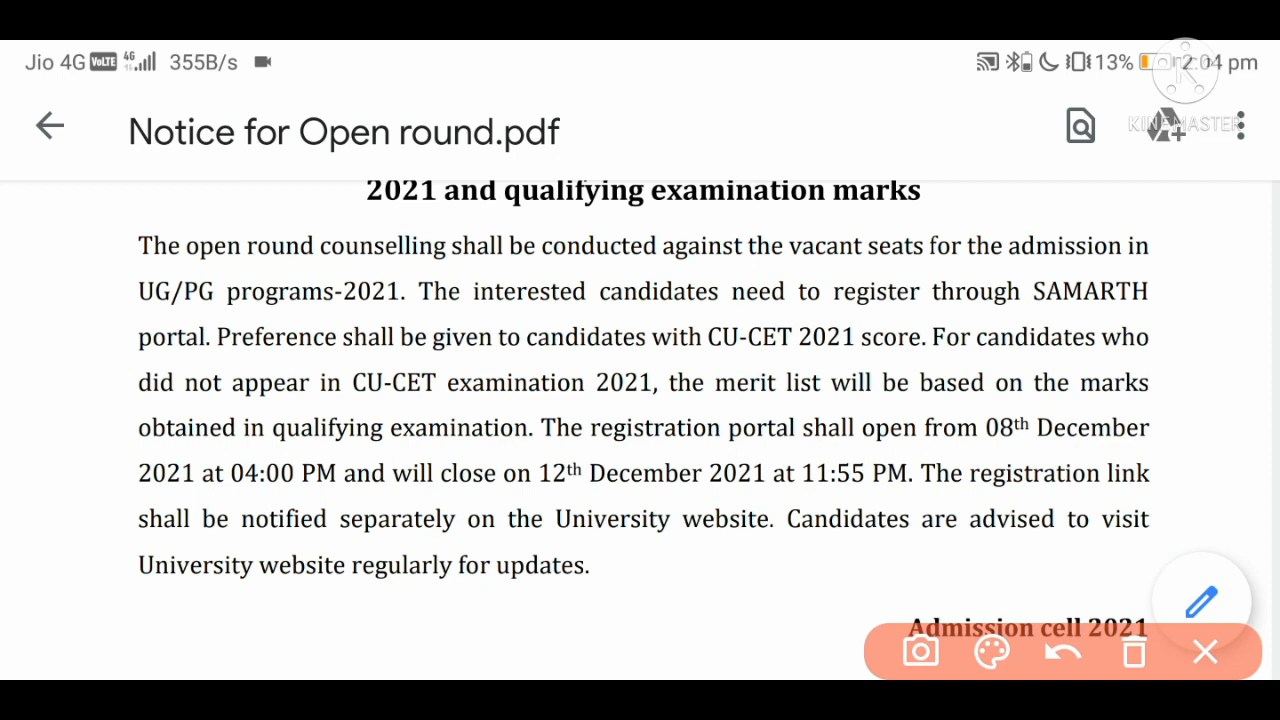 Jio 4G VoLTE 4G 355B/s 13% 2:04 pm
Notice for Open round.pdf
KINEMASTER
2021 and qualifying examination marks
The open round counselling shall be conducted against the vacant seats for the admission in
UG/PG programs-2021. The interested candidates need to register through SAMARTH
portal. Preference shall be given to candidates with CU-CET 2021 score. For candidates who
did not appear in CU-CET examination 2021, the merit list will be based on the marks
obtained in qualifying examination. The registration portal shall open from 08th December
2021 at 04:00 PM and will close on 12th December 2021 at 11:55 PM. The registration link
shall be notified separately on the University website. Candidates are advised to visit
University website regularly for updates.
Admission cell 2021